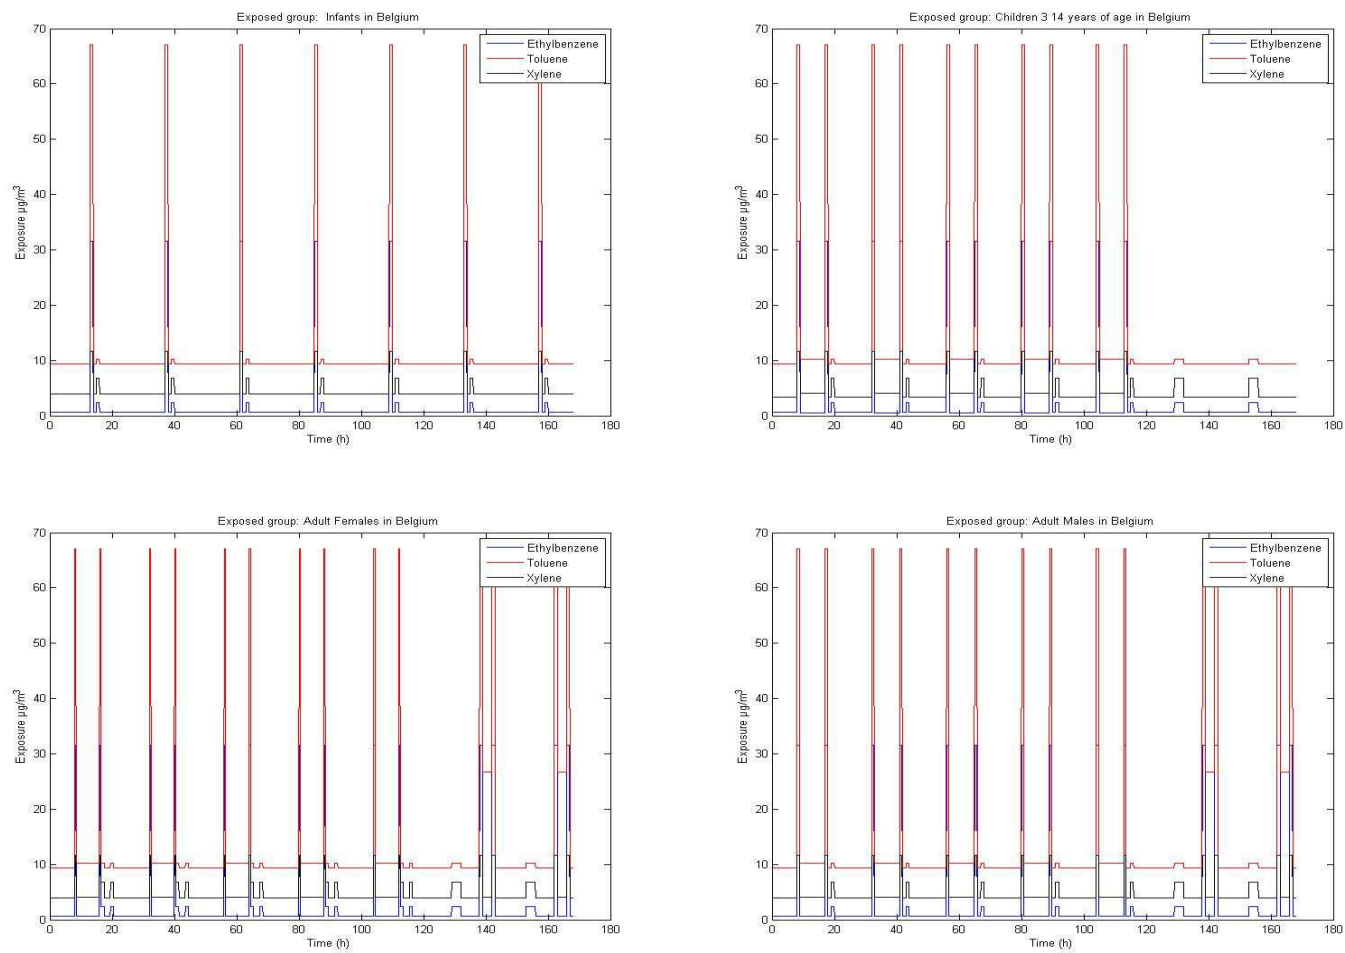 Exposed group: Infants in Belgium
70
60
50
40
30
20
10
0
Exposure µg/m³
Ethylbenzene
Toluene
Xylene
0 20 40 60 80 100 120 140 160 180
Time (h)
Exposed group: Children 3 14 years of age in Belgium
70
60
50
40
30
20
10
0
Exposure µg/m³
Ethylbenzene
Toluene
Xylene
0 20 40 60 80 100 120 140 160 180
Time (h)
Exposed group: Adult Females in Belgium
70
60
50
40
30
20
10
0
Exposure µg/m³
Ethylbenzene
Toluene
Xylene
0 20 40 60 80 100 120 140 160 180
Time (h)
Exposed group: Adult Males in Belgium
70
60
50
40
30
20
10
0
Exposure µg/m³
Ethylbenzene
Toluene
Xylene
0 20 40 60 80 100 120 140 160 180
Time (h)